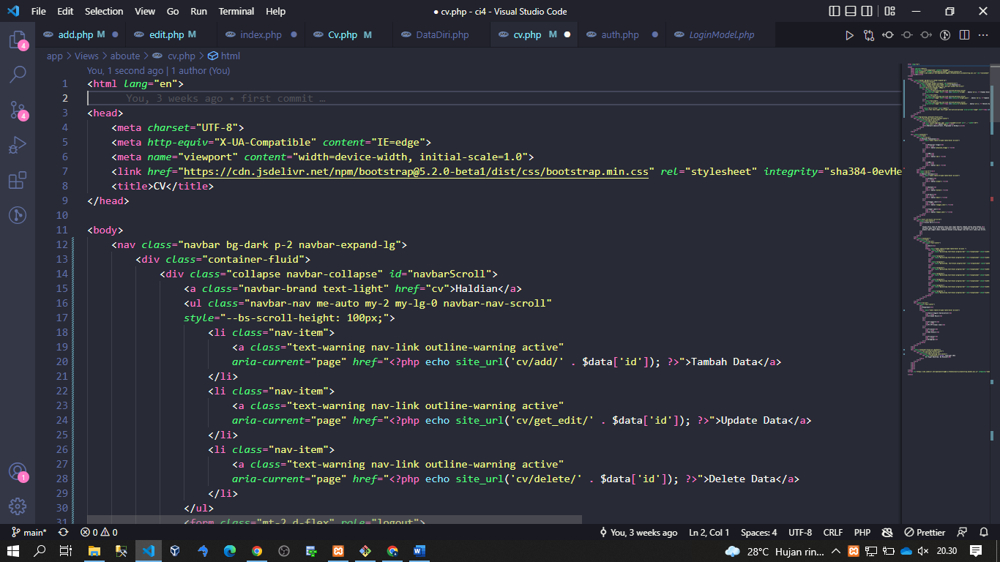 File Edit Selection View Go Run Terminal Help
● cv.php - ci4 - Visual Studio Code
add.php M ● edit.php M index.php ● Cv.php M DataDiri.php cv.php M ● auth.php ● LoginModel.php
app > Views > aboute > cv.php > html
You, 1 second ago | 1 author (You)
1 <html lang="en">
2 You, 3 weeks ago • first commit …
3 <head>
4 <meta charset="UTF-8">
5 <meta http-equiv="X-UA-Compatible" content="IE=edge">
6 <meta name="viewport" content="width=device-width, initial-scale=1.0">
7 <link href="https://cdn.jsdelivr.net/npm/bootstrap@5.2.0-beta1/dist/css/bootstrap.min.css" rel="stylesheet" integrity="sha384-0evHe
8 <title>CV</title>
9 </head>
10
11 <body>
12 <nav class="navbar bg-dark p-2 navbar-expand-lg">
13 <div class="container-fluid">
14 <div class="collapse navbar-collapse" id="navbarScroll">
15 <a class="navbar-brand text-light" href="cv">Haldian</a>
16 <ul class="navbar-nav me-auto my-2 my-lg-0 navbar-nav-scroll"
17 style="--bs-scroll-height: 100px;">
18 <li class="nav-item">
19 <a class="text-warning nav-link outline-warning active"
20 aria-current="page" href="<?php echo site_url('cv/add/' . $data['id']); ?>">Tambah Data</a>
21 </li>
22 <li class="nav-item">
23 <a class="text-warning nav-link outline-warning active"
24 aria-current="page" href="<?php echo site_url('cv/get_edit/' . $data['id']); ?>">Update Data</a>
25 </li>
26 <li class="nav-item">
27 <a class="text-warning nav-link outline-warning active"
28 aria-current="page" href="<?php echo site_url('cv/delete/' . $data['id']); ?>">Delete Data</a>
29 </li>
30 </ul>
31 <form class="mt-2 d-flex" role="logout">
4
4
1
main* 0 0 You, 3 weeks ago Ln 2, Col 1 Spaces: 4 UTF-8 CRLF PHP Prettier
28°C Hujan rin... 20.30